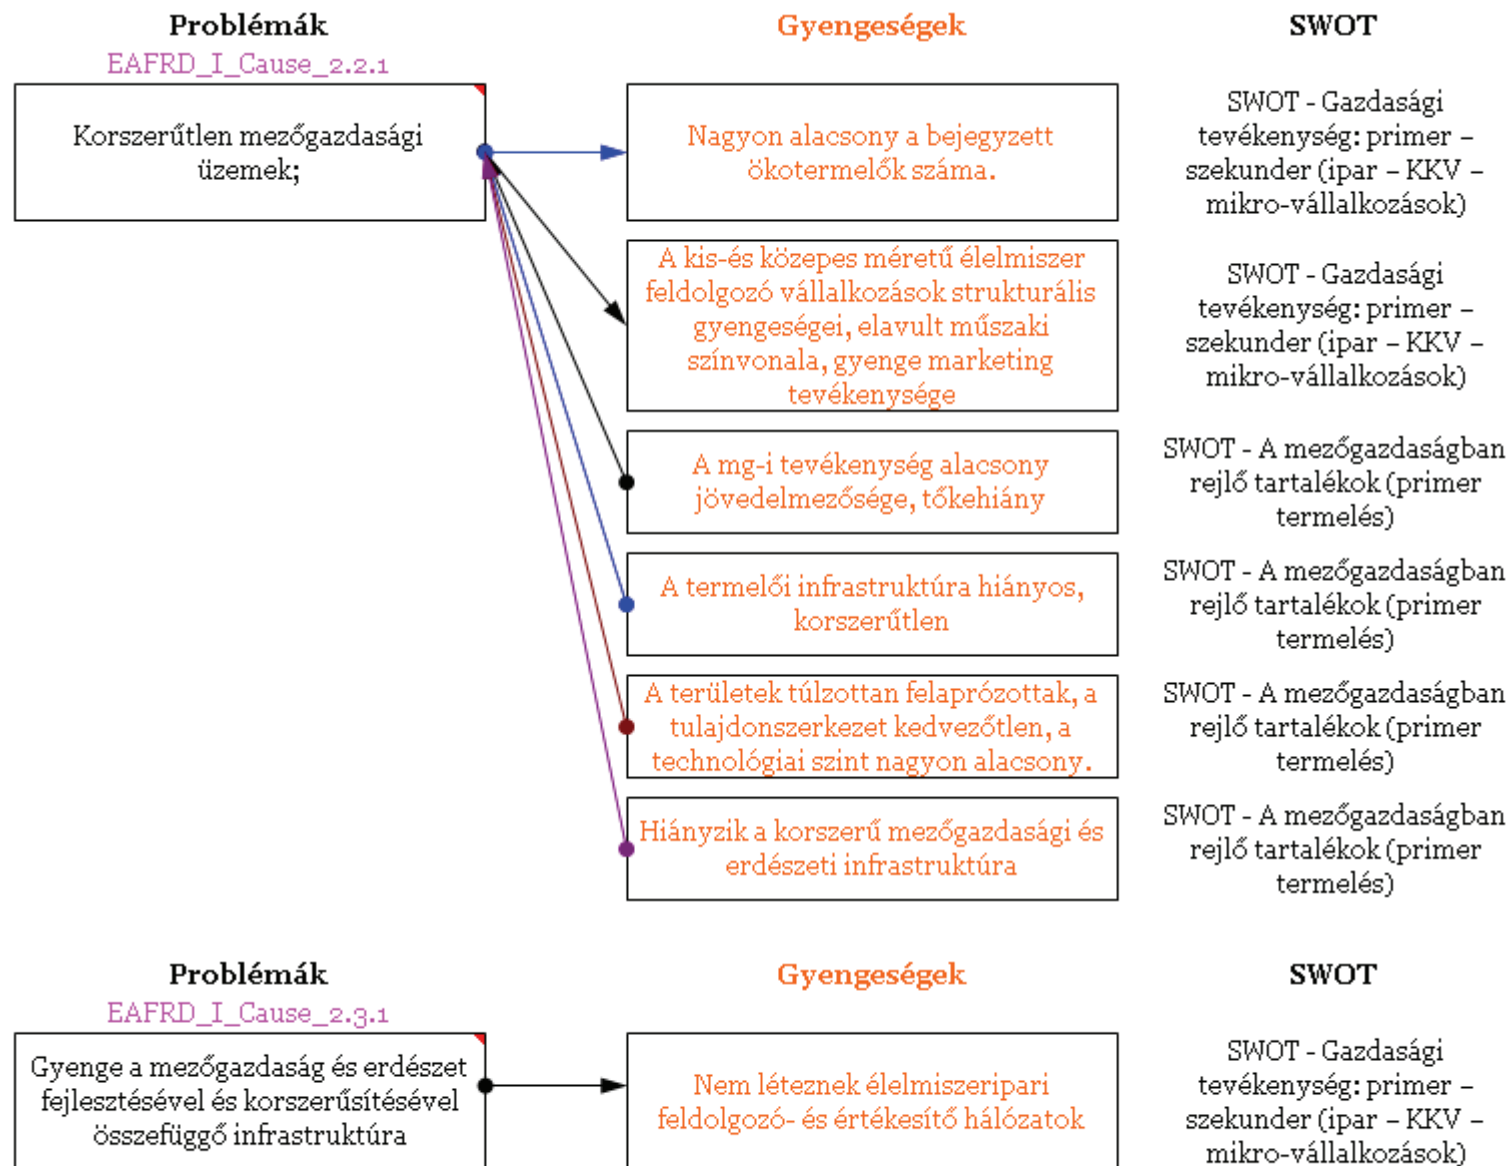 Problémák
Gyengeségek
SWOT
EAFRD_I_Cause_2.2.1
Korszerűtlen mezőgazdasági
üzemek;
Nagyon alacsony a bejegyzett
ökotermelők száma.
SWOT - Gazdasági
tevékenység: primer –
szekunder (ipar – KKV –
mikro-vállalkozások)
A kis-és közepes méretű élelmiszer
feldolgozó vállalkozások strukturális
gyengeségei, elavult műszaki
színvonala, gyenge marketing
tevékenysége
SWOT - Gazdasági
tevékenység: primer –
szekunder (ipar – KKV –
mikro-vállalkozások)
A mg-i tevékenység alacsony
jövedelmezősége, tőkehiány
SWOT - A mezőgazdaságban
rejlő tartalékok (primer
termelés)
A termelői infrastruktúra hiányos,
korszerűtlen
SWOT - A mezőgazdaságban
rejlő tartalékok (primer
termelés)
A területek túlzottan felaprózottak, a
tulajdonszerkezet kedvezőtlen, a
technológiai szint nagyon alacsony.
SWOT - A mezőgazdaságban
rejlő tartalékok (primer
termelés)
Hiányzik a korszerű mezőgazdasági és
erdészeti infrastruktúra
SWOT - A mezőgazdaságban
rejlő tartalékok (primer
termelés)
Problémák
Gyengeségek
SWOT
EAFRD_I_Cause_2.3.1
Gyenge a mezőgazdaság és erdészet
fejlesztésével és korszerűsítésével
összefüggő infrastruktúra
Nem léteznek élelmiszeripari
feldolgozó- és értékesítő hálózatok
SWOT - Gazdasági
tevékenység: primer –
szekunder (ipar – KKV –
mikro-vállalkozások)